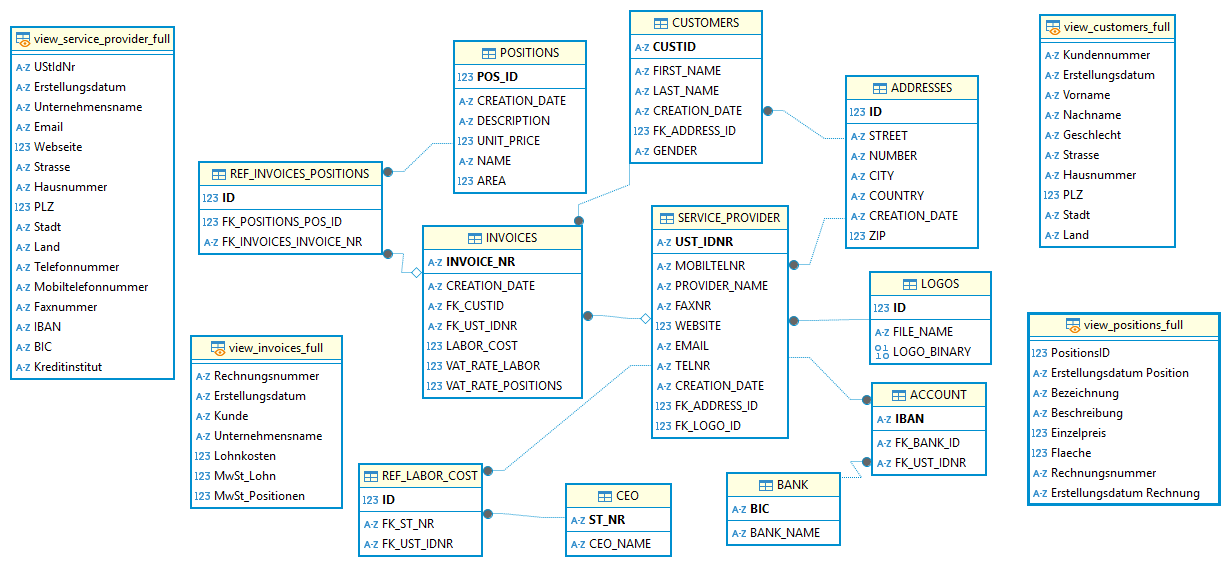 view_service_provider_full
A-Z UStIdNr
A-Z Erstellungsdatum
A-Z Unternehmensname
A-Z Email
123 Webseite
A-Z Strasse
A-Z Hausnummer
123 PLZ
A-Z Stadt
A-Z Land
A-Z Telefonnummer
A-Z Mobiltelefonnummer
A-Z Faxnummer
A-Z IBAN
A-Z BIC
A-Z Kreditinstitut
POSITIONS
123 POS_ID
A-Z CREATION_DATE
A-Z DESCRIPTION
123 UNIT_PRICE
A-Z NAME
123 AREA
CUSTOMERS
A-Z CUSTID
A-Z FIRST_NAME
A-Z LAST_NAME
A-Z CREATION_DATE
123 FK_ADDRESS_ID
A-Z GENDER
ADDRESSES
123 ID
A-Z STREET
A-Z NUMBER
A-Z CITY
A-Z COUNTRY
A-Z CREATION_DATE
123 ZIP
view_customers_full
A-Z Kundennummer
A-Z Erstellungsdatum
A-Z Vorname
A-Z Nachname
A-Z Geschlecht
A-Z Strasse
A-Z Hausnummer
123 PLZ
A-Z Stadt
A-Z Land
REF_INVOICES_POSITIONS
123 ID
123 FK_POSITIONS_POS_ID
A-Z FK_INVOICES_INVOICE_NR
INVOICES
A-Z INVOICE_NR
A-Z CREATION_DATE
A-Z FK_CUSTID
A-Z FK_UST_IDNR
123 LABOR_COST
123 VAT_RATE_LABOR
123 VAT_RATE_POSITIONS
SERVICE_PROVIDER
A-Z UST_IDNR
A-Z MOBILTELNR
A-Z PROVIDER_NAME
A-Z FAXNR
123 WEBSITE
A-Z EMAIL
A-Z TELNR
A-Z CREATION_DATE
123 FK_ADDRESS_ID
123 FK_LOGO_ID
LOGOS
123 ID
A-Z FILE_NAME
01 10 LOGO_BINARY
view_positions_full
123 PositionsID
A-Z Erstellungsdatum Position
A-Z Bezeichnung
A-Z Beschreibung
123 Einzelpreis
123 Flaeche
A-Z Rechnungsnummer
A-Z Erstellungsdatum Rechnung
view_invoices_full
A-Z Rechnungsnummer
A-Z Erstellungsdatum
A-Z Kunde
A-Z Unternehmensname
123 Lohnkosten
123 MwSt_Lohn
123 MwSt_Positionen
ACCOUNT
A-Z IBAN
A-Z FK_BANK_ID
A-Z FK_UST_IDNR
REF_LABOR_COST
123 ID
A-Z FK_ST_NR
A-Z FK_UST_IDNR
CEO
A-Z ST_NR
A-Z CEO_NAME
BANK
A-Z BIC
A-Z BANK_NAME